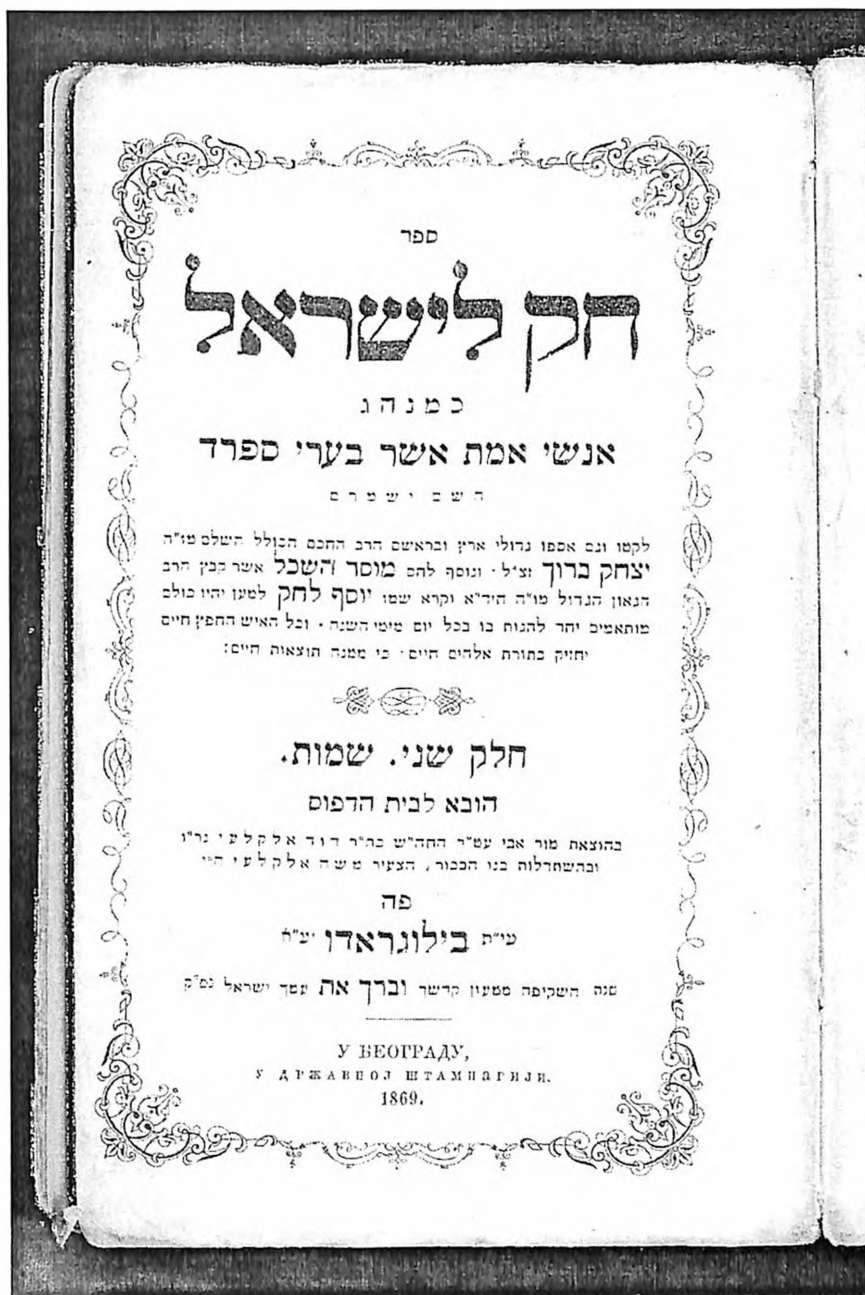 ספר
חק לישראל
כמנהג
אנשי אמת אשר בערי ספרד
השם ישמרם
לקטו וגם אספו גדולי ארץ ובראשם הרב החכם הכולל השלם מו"ה
יצחק ברוך זצ"ל · ונוסף להם מוסר השכל אשר קבץ הרב
הגאון הגדול מו"ה חיד"א וקרא שמו יוסף לחק למען יהיו כולם
מותאמים יחד להגות בו בכל יום מימי השנה · וכל האיש החפץ חיים
יחזיק בתורת אלהים חיים · כי ממנה תוצאות חיים:
חלק שני. שמות.
הובא לבית הדפוס
בהוצאת מור אבי עט"ר החה"ש כה"ר דוד אלקלעי נר"ו
ובהשתדלות בנו הבכור, הצעיר משה אלקלעי הי"ו
פה
עי"ת בילוגראדו יע"א
שנה השקיפה ממעון קדשך וברך את עמך ישראל לפ"ק
У БЕОГРАДУ,
У ДРЖАВНОЈ ШТАМПАРИЈИ.
1869.